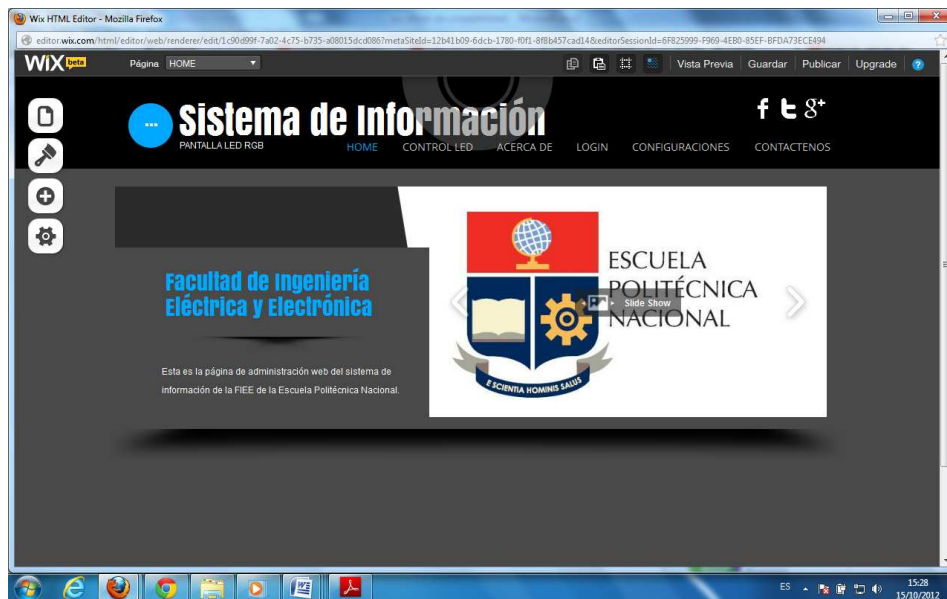 Wix HTML Editor - Mozilla Firefox
editor.wix.com/html/editor/web/renderer/edit/1c90d99f-7a02-4c75-b735-a08015dcd086?metaSiteId=12b41b09-6dcb-1780-f0f1-8f8b457cad14&editorSessionId=6F825999-F969-4EB0-85EF-BFDA73ECE494
WiX beta Página HOME Vista Previa Guardar Publicar Upgrade ?
Sistema de Información
f t g+
PANTALLA LED RGB
HOME CONTROL LED ACERCA DE LOGIN CONFIGURACIONES CONTACTENOS
Facultad de Ingeniería
Eléctrica y Electrónica
Esta es la página de administración web del sistema de
información de la FIEE de la Escuela Politécnica Nacional.
ESCUELA
POLITÉCNICA
NACIONAL
Slide Show
E SCIENTIA HOMINIS SALUS
ES
15:28
15/10/2012